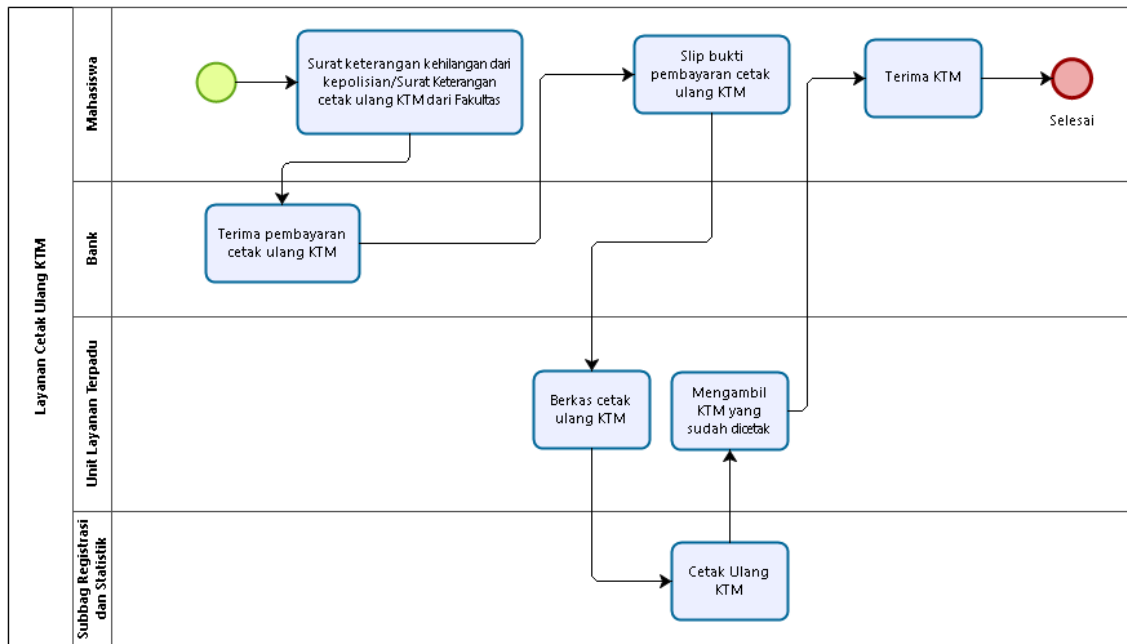 Layanan Cetak Ulang KTM
Mahasiswa
Surat keterangan kehilangan dari
kepolisian/Surat Keterangan
cetak ulang KTM dari Fakultas
Slip bukti
pembayaran cetak
ulang KTM
Terima KTM
Selesai
Bank
Terima pembayaran
cetak ulang KTM
Unit Layanan Terpadu
Berkas cetak
ulang KTM
Mengambil
KTM yang
sudah dicetak
Subbag Registrasi
dan Statistik
Cetak Ulang
KTM